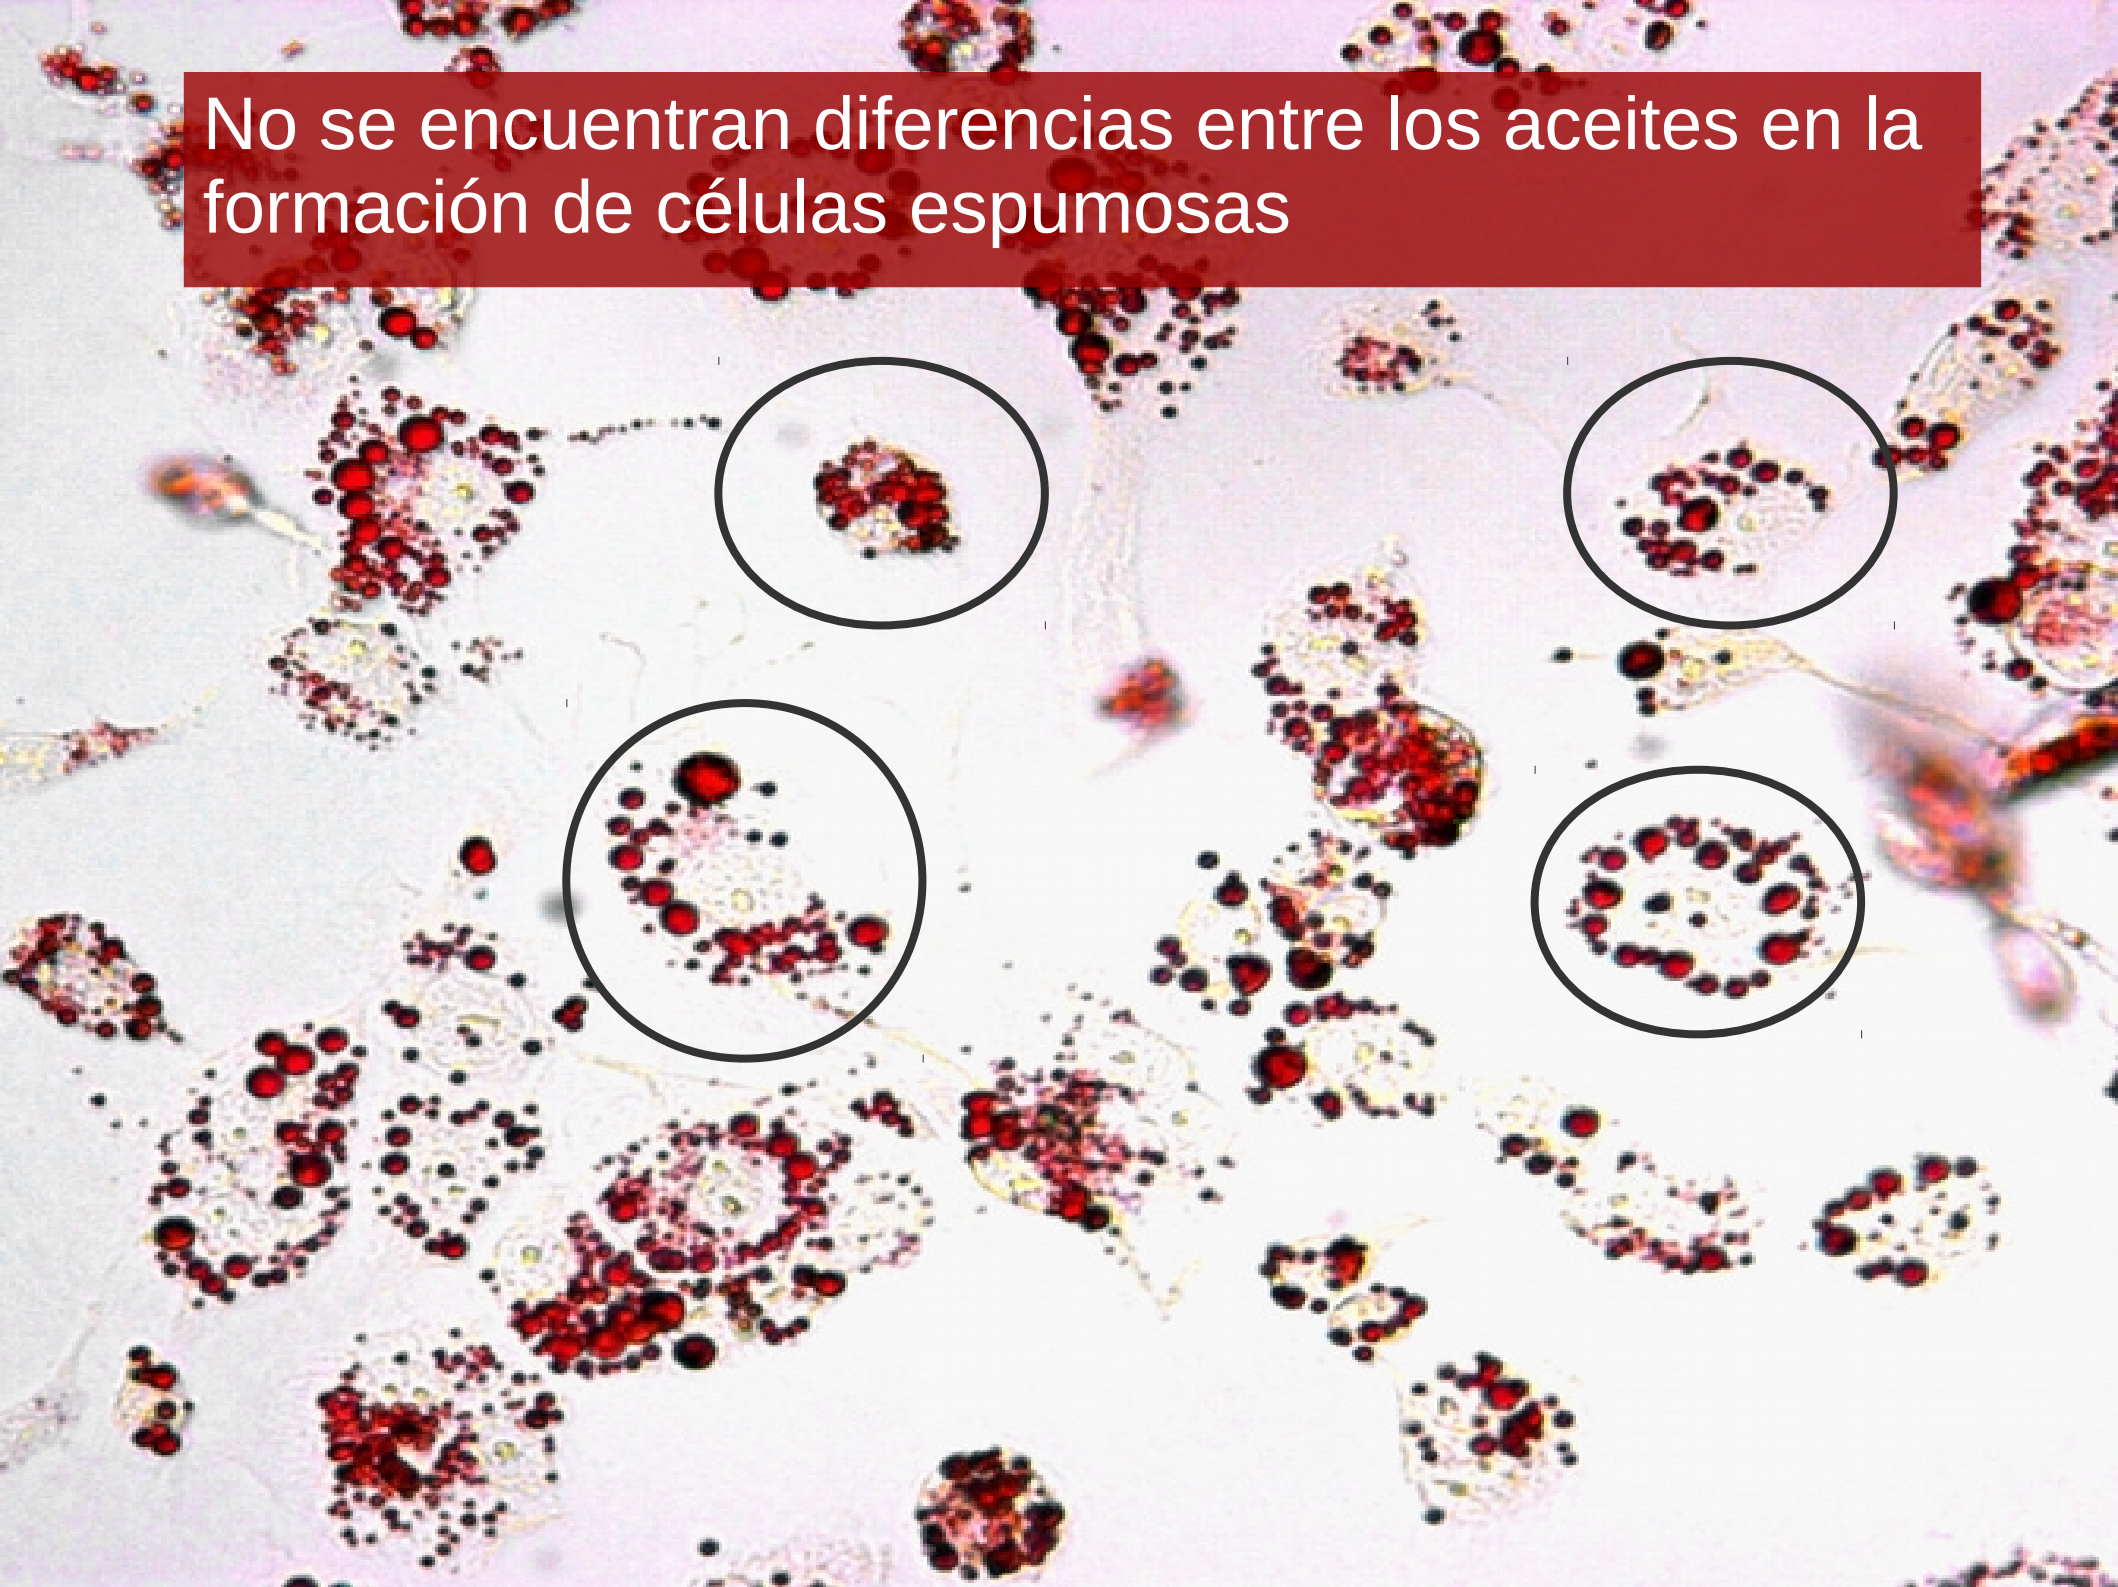 No se encuentran diferencias entre los aceites en la
formación de células espumosas